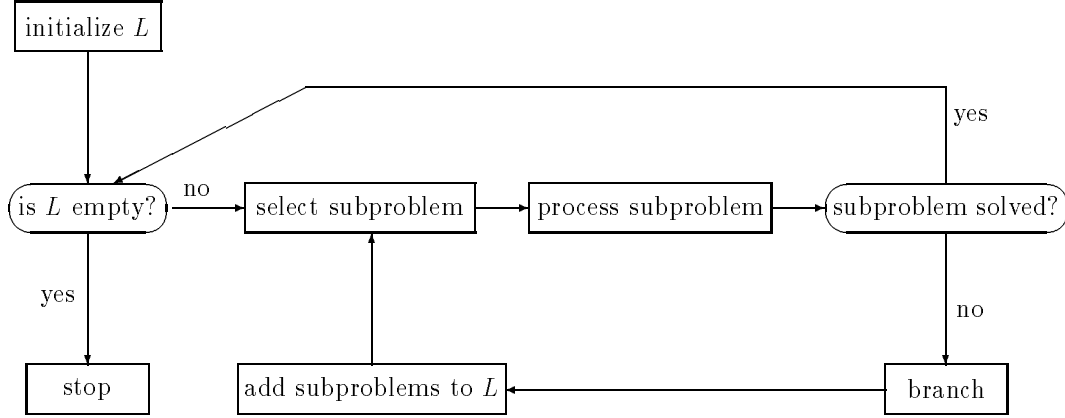 initialize L
yes
is L empty?
no
select subproblem
process subproblem
subproblem solved?
yes
no
stop
add subproblems to L
branch